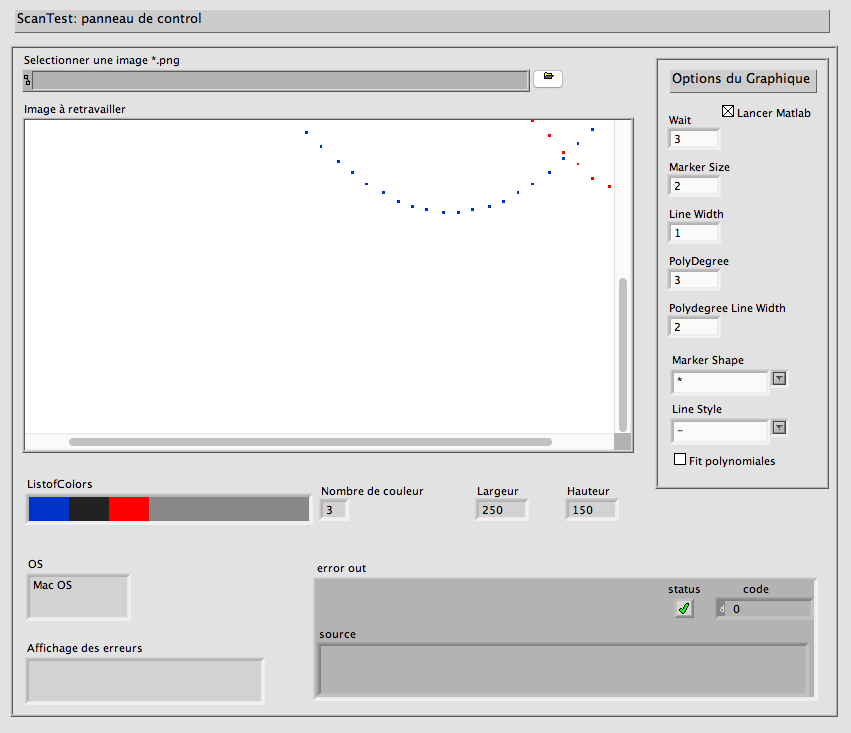 ScanTest: panneau de control
Selectionner une image *.png
Image à retravailler
Options du Graphique
Lancer Matlab
Wait
3
Marker Size
2
Line Width
1
PolyDegree
3
Polydegree Line Width
2
Marker Shape
*
Line Style
-
Fit polynomiales
ListofColors
Nombre de couleur
3
Largeur
250
Hauteur
150
OS
Mac OS
Affichage des erreurs
error out
status
code
d
0
source